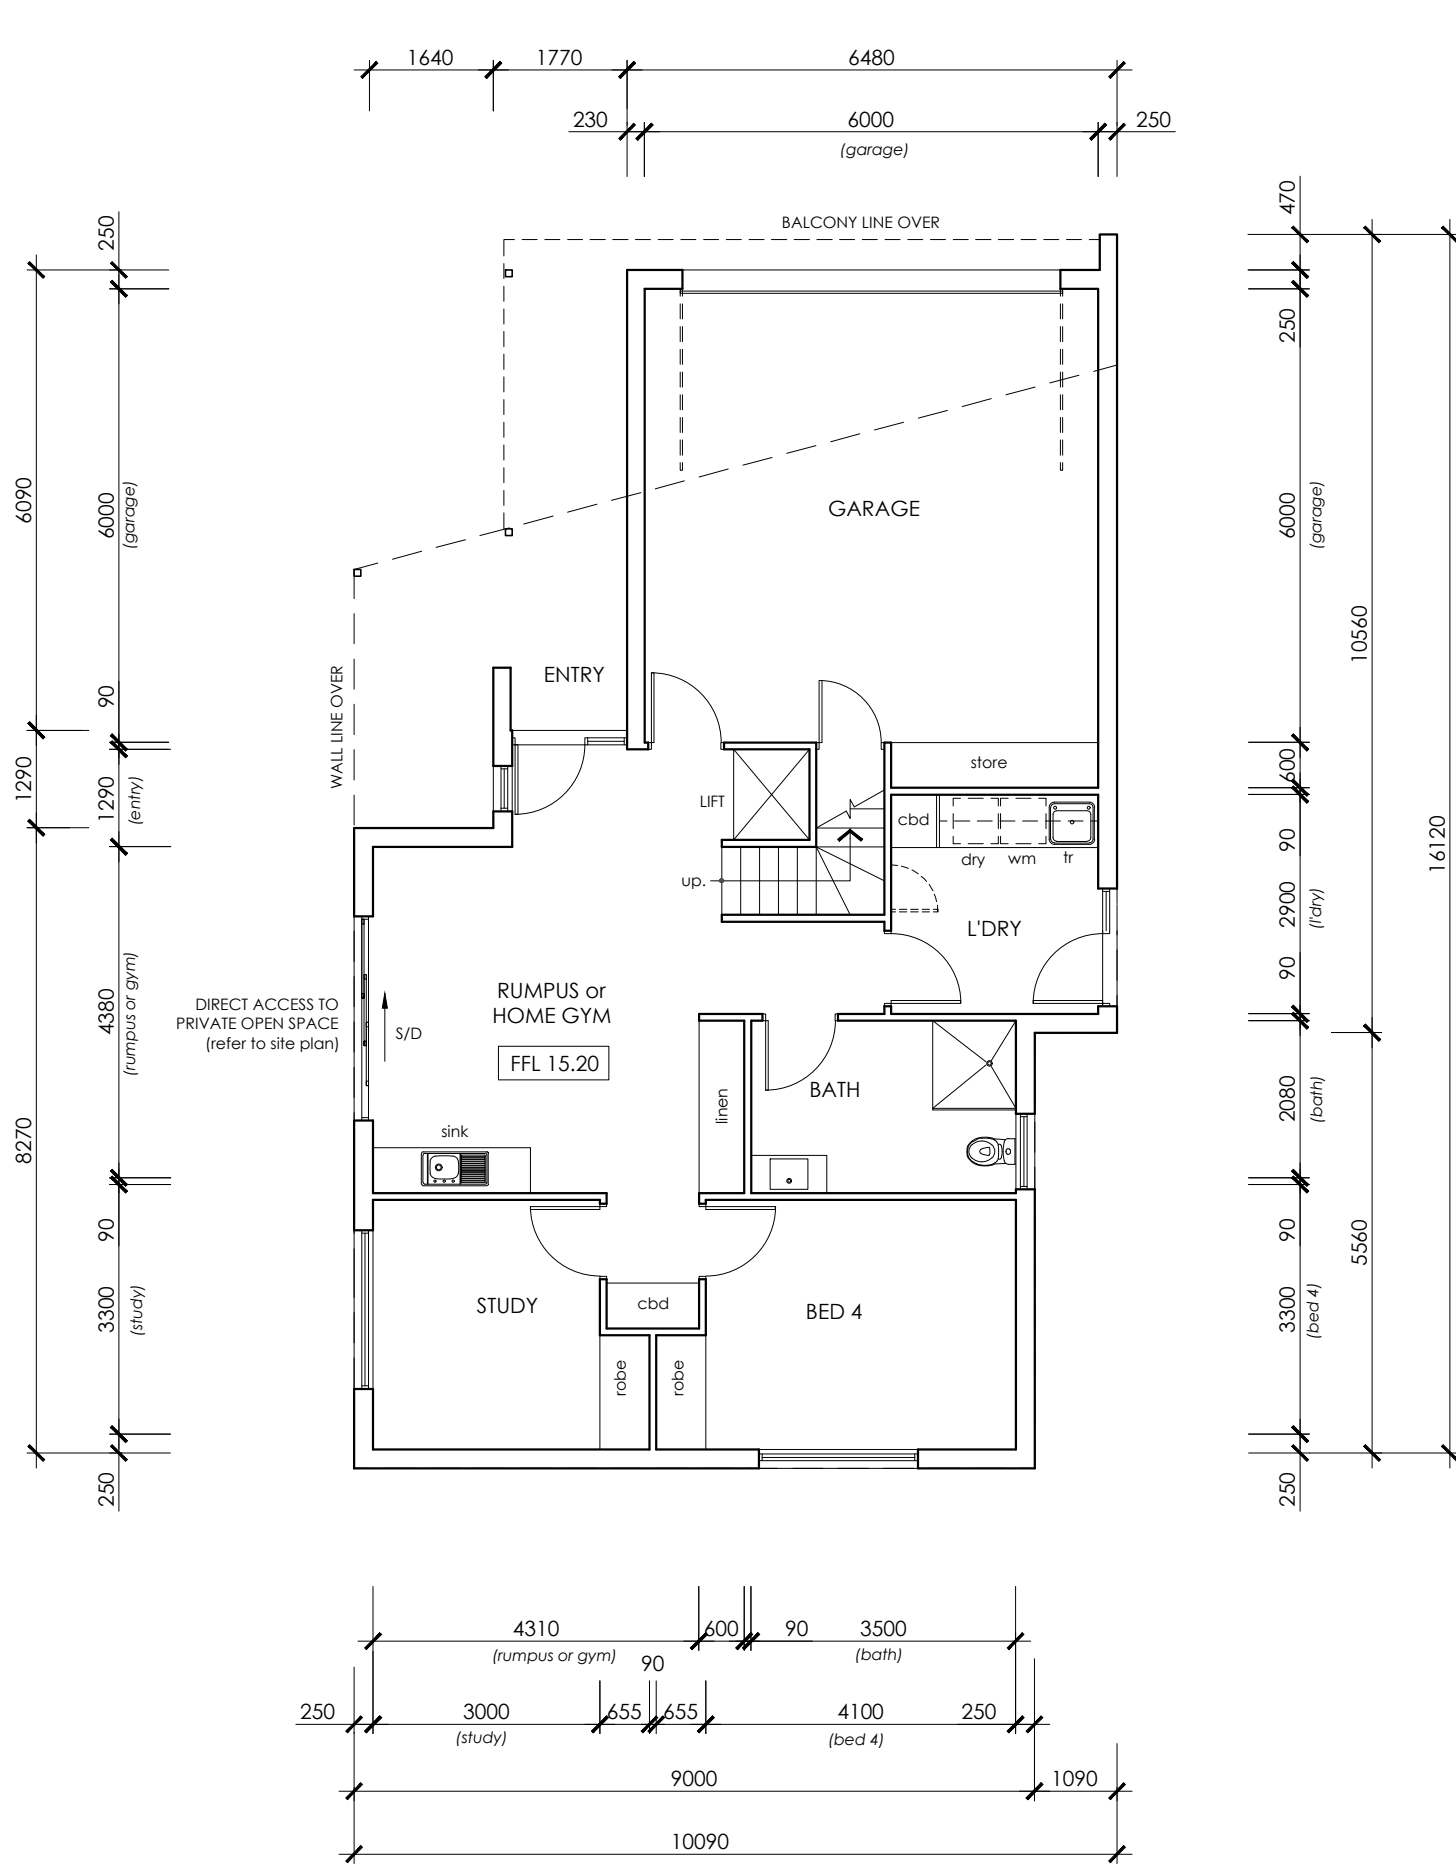 1640 1770 6480
230 6000 250
(garage)
BALCONY LINE OVER
250
6090
6000
(garage)
90
1290
1290
(entry)
4380
(rumpus or gym)
8270
90
3300
(study)
250
470
250
6000
(garage)
10560
600
90
2900
(l'dry)
90
16120
2080
(bath)
90
5560
3300
(bed 4)
250
GARAGE
ENTRY
WALL LINE OVER
store
LIFT
cbd
dry wm tr
up.
L'DRY
RUMPUS or
HOME GYM
FFL 15.20
DIRECT ACCESS TO
PRIVATE OPEN SPACE
(refer to site plan)
S/D
BATH
linen
sink
STUDY
cbd
BED 4
robe
robe
4310 600 90 3500
(rumpus or gym) (bath)
90
250 3000 655 655 4100 250
(study) (bed 4)
9000 1090
10090